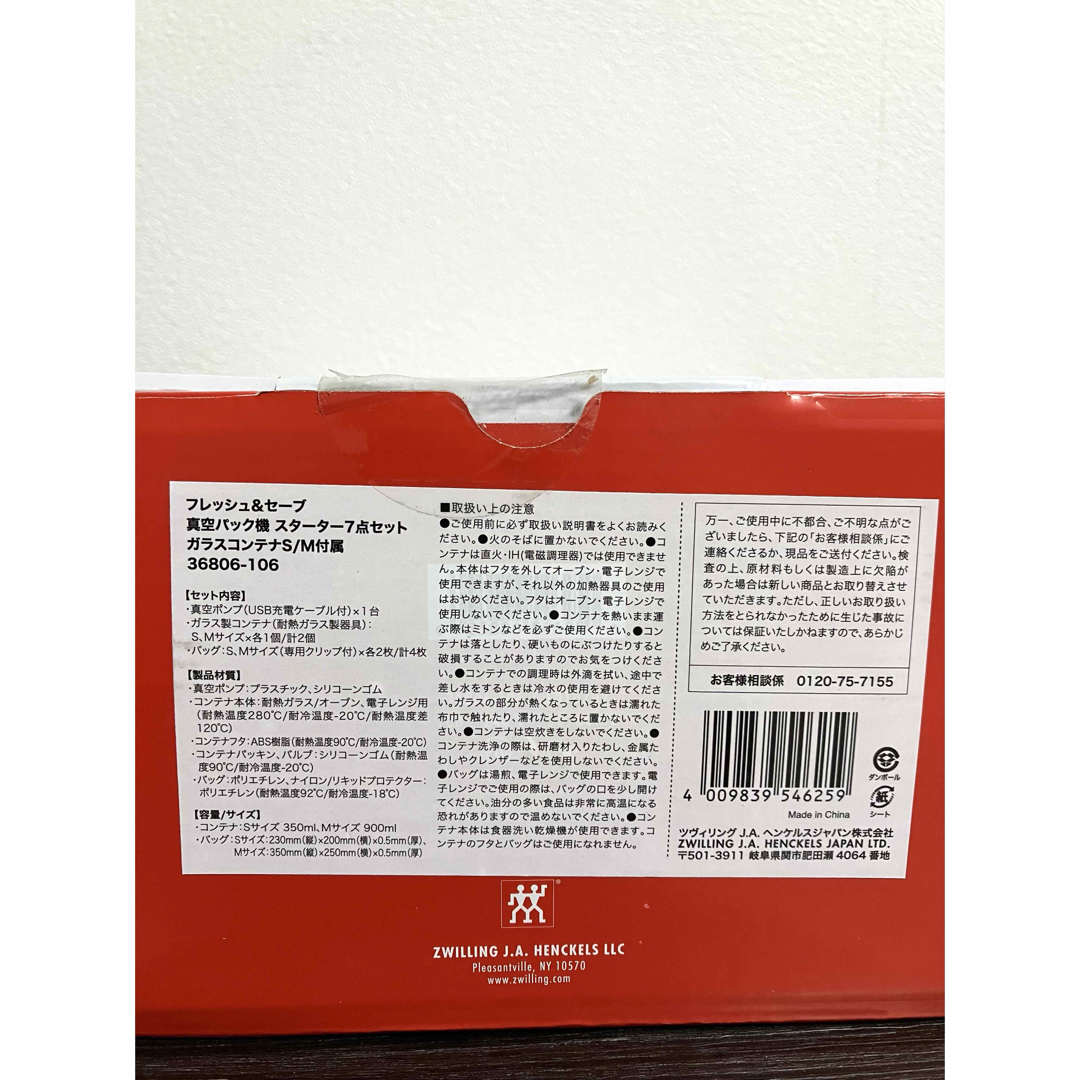 フレッシュ&セーブ
真空パック機 スターター7点セット
ガラスコンテナS/M付属
36806-106
【セット内容】
・真空ポンプ(USB充電ケーブル付)×1台
・ガラス製コンテナ(耐熱ガラス製器具):
S、Mサイズ×各1個/計2個
・バッグ:S、Mサイズ(専用クリップ付)×各2枚/計4枚
【製品材質】
・真空ポンプ:プラスチック、シリコーンゴム
・コンテナ本体:耐熱ガラス/オーブン、電子レンジ用
(耐熱温度280℃/耐冷温度-20℃/耐熱温度差
120℃)
・コンテナフタ:ABS樹脂(耐熱温度90℃/耐冷温度-20℃)
・コンテナパッキン、バルブ:シリコーンゴム(耐熱温
度90℃/耐冷温度-20℃)
・バッグ:ポリエチレン、ナイロン/リキッドプロテクター:
ポリエチレン(耐熱温度92℃/耐冷温度-18℃)
【容量/サイズ】
・コンテナ:Sサイズ 350ml、Mサイズ 900ml
・バッグ:Sサイズ:230mm(縦)×200mm(横)×0.5mm(厚)、
Mサイズ:350mm(縦)×250mm(横)×0.5mm(厚)
■取扱い上の注意
●ご使用前に必ず取扱い説明書をよくお読みく
ださい。●火のそばに置かないでください。●コ
ンテナは直火・IH(電磁調理器)では使用できませ
ん。本体はフタを外してオーブン・電子レンジで
使用できますが、それ以外の加熱器具のご使用
はおやめください。フタはオーブン・電子レンジで
使用しないでください。●コンテナを熱いまま運
ぶ際はミトンなどを必ずご使用ください。●コン
テナは落としたり、硬いものにぶつけたりすると
破損することがありますのでお気をつけくださ
い。●コンテナでの調理時は外滴を拭い、途中で
差し水をするときは冷水の使用を避けてくださ
い。ガラスの部分が熱くなっているときは濡れた
布巾で触れたり、濡れたところに置かないでくだ
さい。●コンテナは空炊きをしないでください。●
コンテナ洗浄の際は、研磨材入りたわし、金属た
わしやクレンザーなどを使用しないでください。
●バッグは湯煎、電子レンジで使用できます。電
子レンジでご使用の際は、バッグの口を少し開け
てください。油分の多い食品は非常に高温になる
恐れがありますので温めないでください。●コン
テナ本体は食器洗い乾燥機が使用できます。コ
ンテナのフタとバッグはご使用になれません。
万一、ご使用中に不都合、ご不明な点がござ
いましたら、下記の「お客様相談係」にご
連絡くださるか、現品をご送付ください。検
査の上、原材料もしくは製造上に欠陥が
あった場合は新しい商品とお取り替えさせ
ていただきます。ただし、正しいお取り扱い
方法をとられなかったために生じた事故に
ついては保証いたしかねますので、あらかじ
めご了承ください。
お客様相談係 0120-75-7155
4 009839 546259
Made in China
ダンボール
紙
シート
ツヴィリング J.A. ヘンケルスジャパン株式会社
ZWILLING J.A. HENCKELS JAPAN LTD.
〒501-3911 岐阜県関市肥田瀬 4064 番地
ZWILLING J.A. HENCKELS LLC
Pleasantville, NY 10570
www.zwilling.com